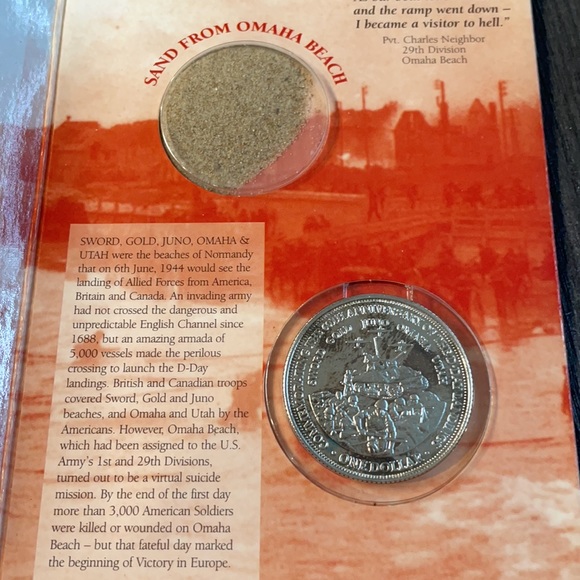 and the ramp went down –
I became a visitor to hell."
Pvt. Charles Neighbor
29th Division
Omaha Beach
SAND FROM OMAHA BEACH
SWORD, GOLD, JUNO, OMAHA &
UTAH were the beaches of Normandy
that on 6th June, 1944 would see the
landing of Allied Forces from America,
Britain and Canada. An invading army
had not crossed the dangerous and
unpredictable English Channel since
1688, but an amazing armada of
5,000 vessels made the perilous
crossing to launch the D-Day
landings. British and Canadian troops
covered Sword, Gold and Juno
beaches, and Omaha and Utah by the
Americans. However, Omaha Beach,
which had been assigned to the U.S.
Army's 1st and 29th Divisions,
turned out to be a virtual suicide
mission. By the end of the first day
more than 3,000 American Soldiers
were killed or wounded on Omaha
Beach – but that fateful day marked
the beginning of Victory in Europe.
SWORD GOLD JUNO OMAHA UTAH
ONE DOLLAR